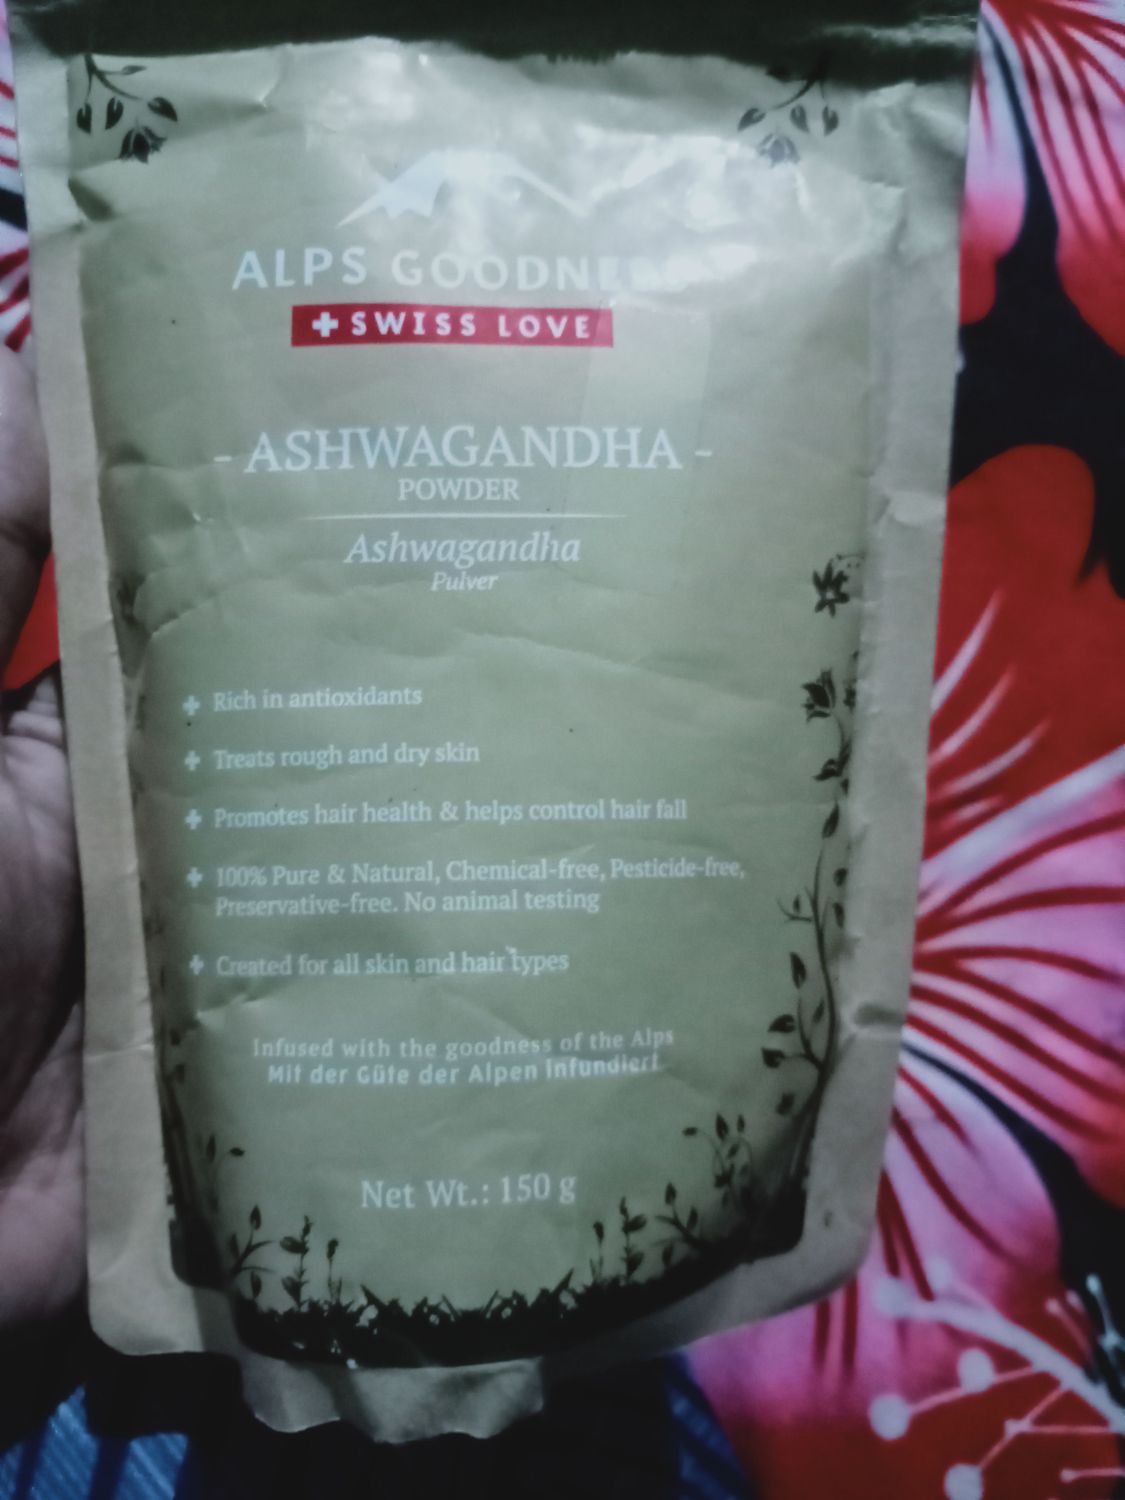 ALPS GOODNESS
SWISS LOVE
- ASHWAGANDHA -
POWDER
Ashwagandha
Pulver
Rich in antioxidants
Treats rough and dry skin
Promotes hair health & helps control hair fall
100% Pure & Natural, Chemical-free, Pesticide-free,
Preservative-free. No animal testing
Created for all skin and hair types
Infused with the goodness of the Alps
Mit der Güte der Alpen infundiert
Net Wt.: 150 g